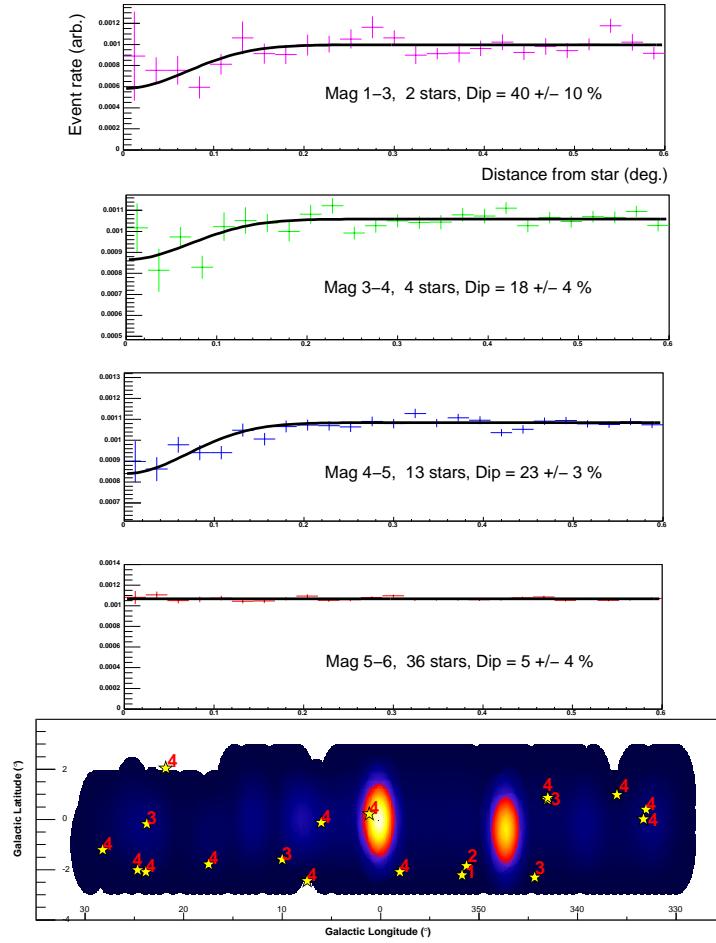 Event rate (arb.)
0.0012
0.001
0.0008
0.0006
0.0004
0.0002
0
0 0.1 0.2 0.3 0.4 0.5 0.6
Mag 1−3, 2 stars, Dip = 40 +/− 10 %
Distance from star (deg.)
0.0011
0.001
0.0009
0.0008
0.0007
0.0006
0.0005
0 0.1 0.2 0.3 0.4 0.5 0.6
Mag 3−4, 4 stars, Dip = 18 +/− 4 %
0.0013
0.0012
0.0011
0.001
0.0009
0.0008
0.0007
0 0.1 0.2 0.3 0.4 0.5 0.6
Mag 4−5, 13 stars, Dip = 23 +/− 3 %
0.0014
0.0012
0.001
0.0008
0.0006
0.0004
0.0002
0 0.1 0.2 0.3 0.4 0.5 0.6
Mag 5−6, 36 stars, Dip = 5 +/− 4 %
Galactic Latitude (°)
2
0
-2
-4
4
4 4
4 4 3 4
3 4 4
4 3 2
4 4 4 4 4 1 3
30 20 10 0 350 340 330
Galactic Longitude (°)